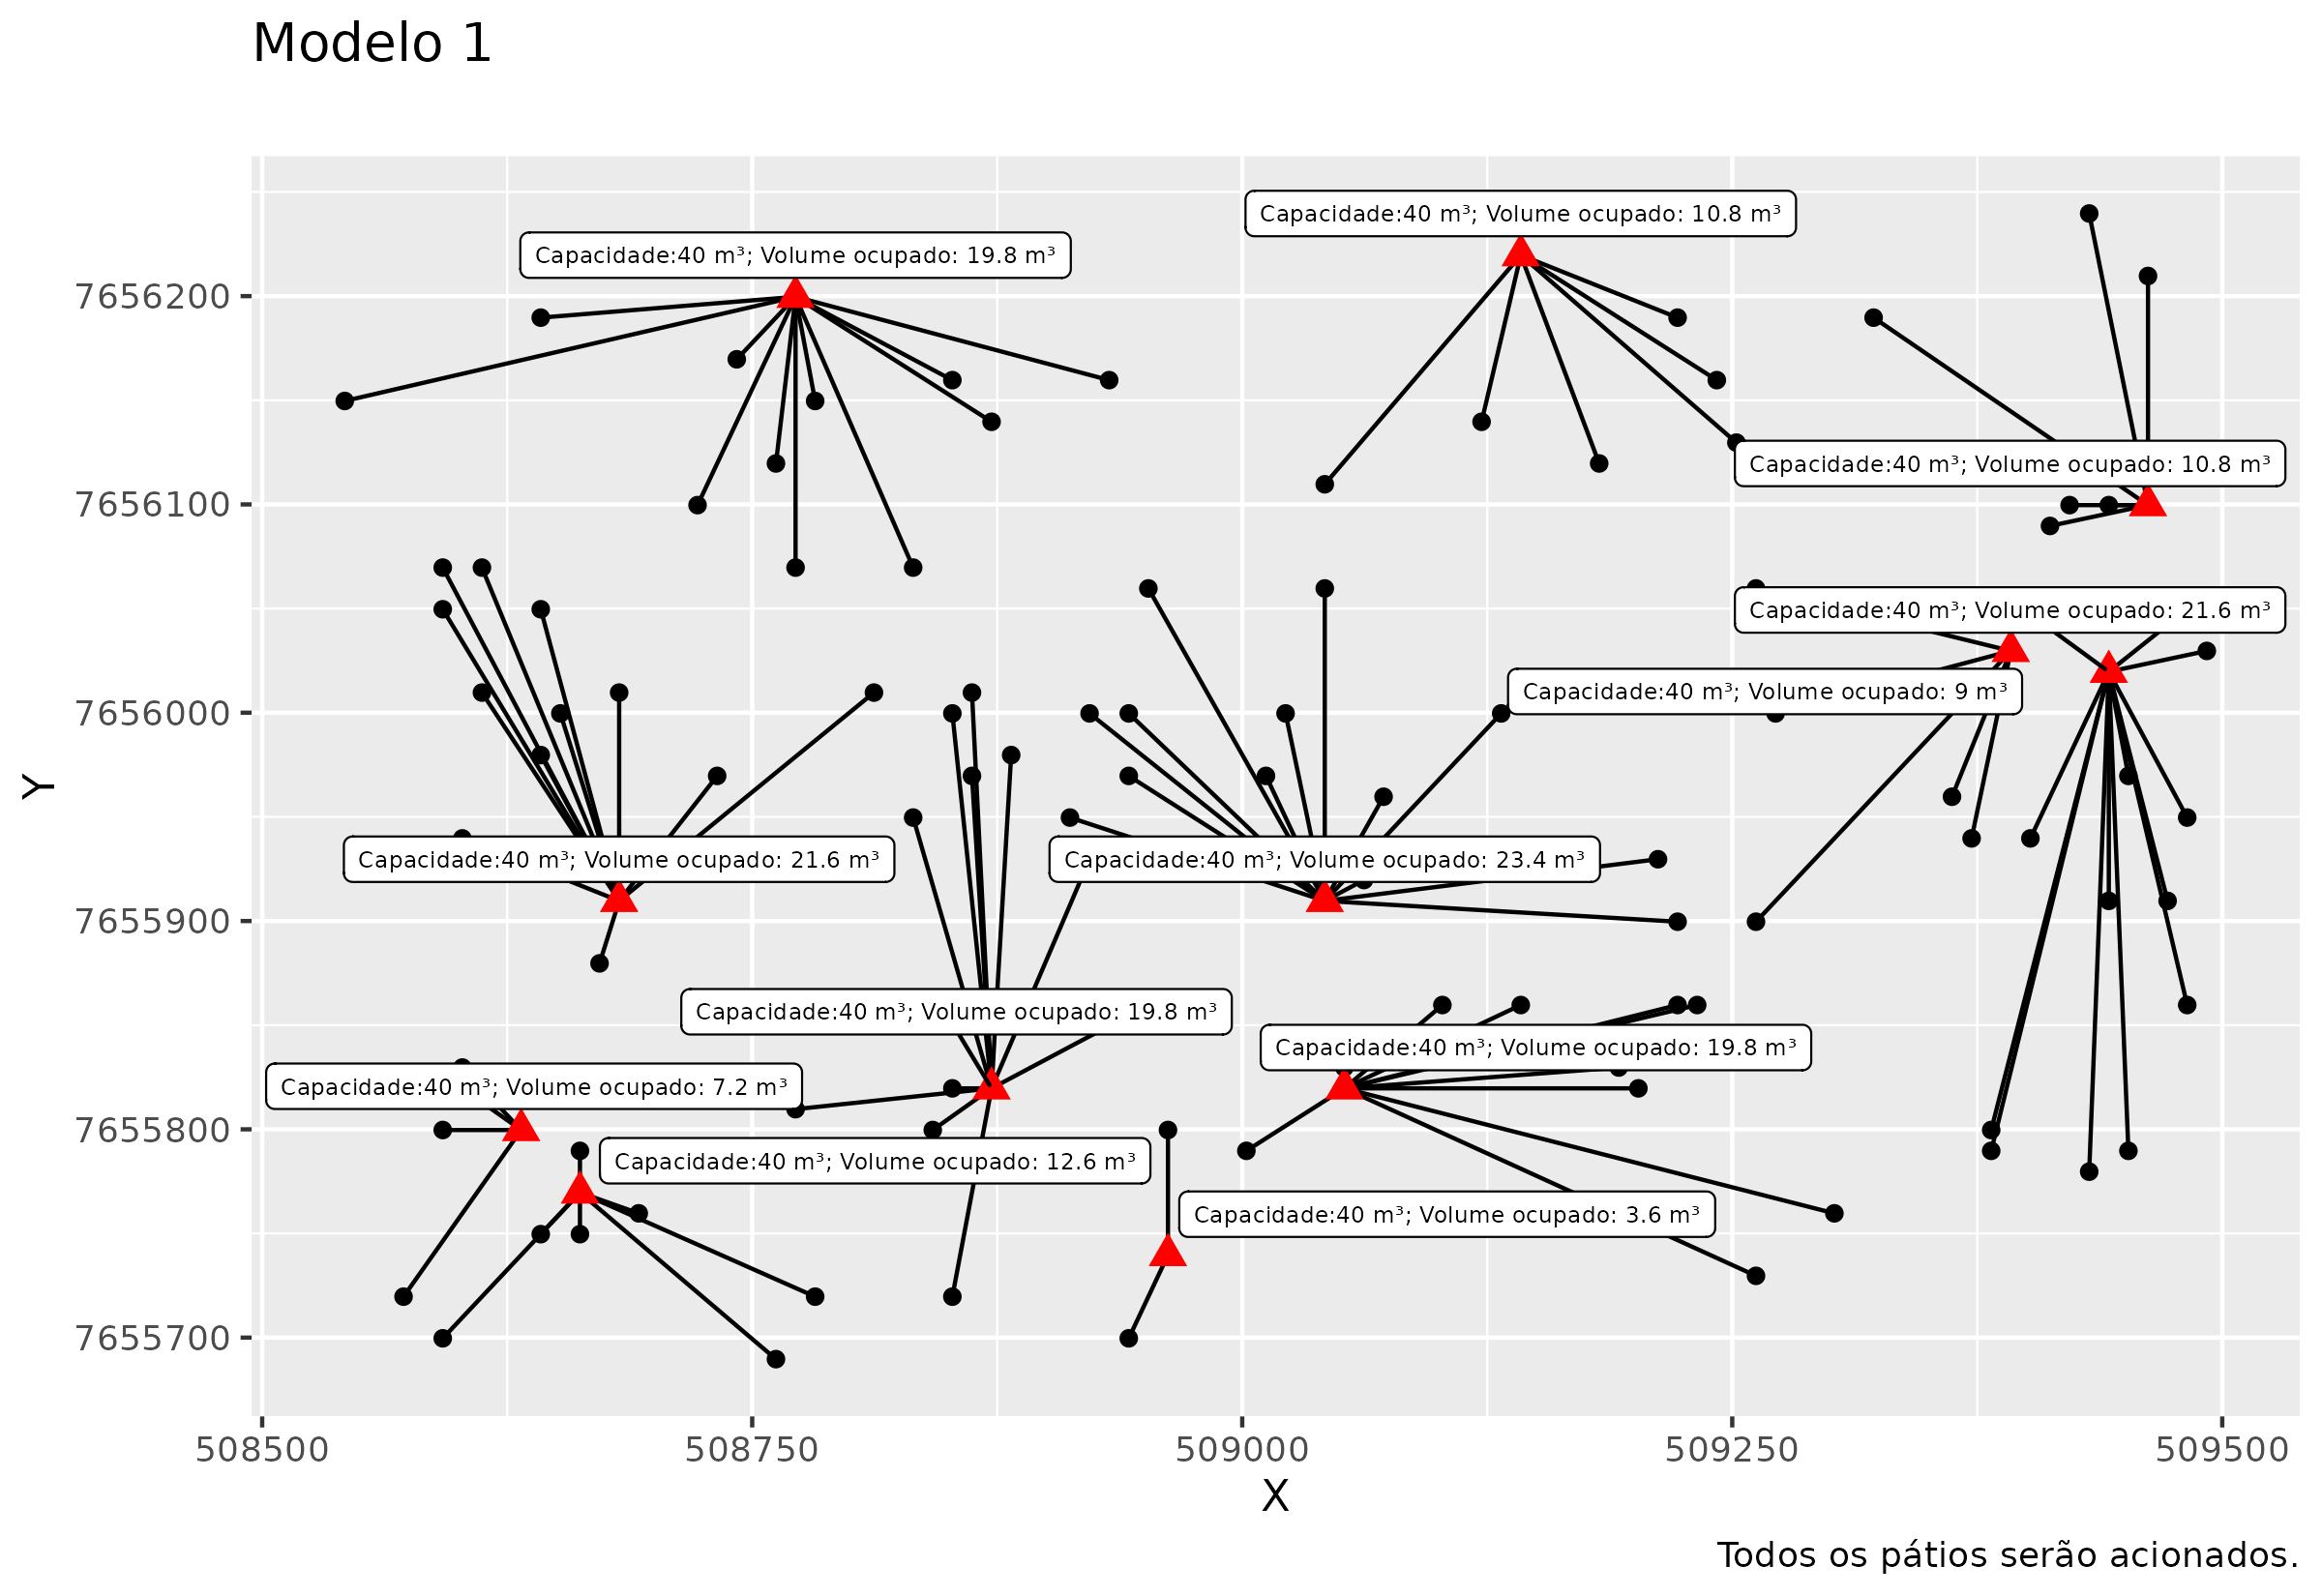 Modelo 1
Capacidade:40 m³; Volume ocupado: 10.8 m³
Capacidade:40 m³; Volume ocupado: 19.8 m³
7656200
Capacidade:40 m³; Volume ocupado: 10.8 m³
7656100
Capacidade:40 m³; Volume ocupado: 21.6 m³
Capacidade:40 m³; Volume ocupado: 9 m³
7656000
Y
Capacidade:40 m³; Volume ocupado: 21.6 m³
Capacidade:40 m³; Volume ocupado: 23.4 m³
7655900
Capacidade:40 m³; Volume ocupado: 19.8 m³
Capacidade:40 m³; Volume ocupado: 19.8 m³
Capacidade:40 m³; Volume ocupado: 7.2 m³
7655800
Capacidade:40 m³; Volume ocupado: 12.6 m³
Capacidade:40 m³; Volume ocupado: 3.6 m³
7655700
508500
508750
509000
509250
509500
X
Todos os pátios serão acionados.